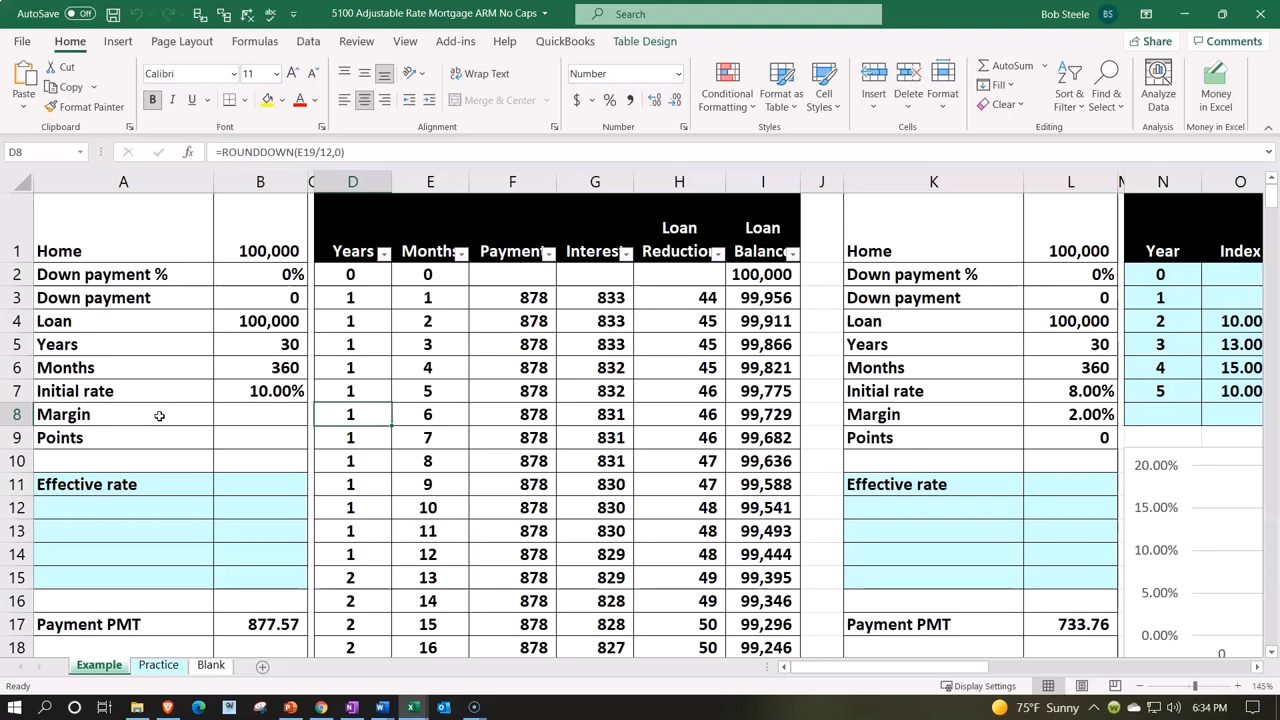 AutoSave Off 5100 Adjustable Rate Mortgage ARM No Caps Search Bob Steele BS
File Home Insert Page Layout Formulas Data Review View Add-ins Help QuickBooks Table Design Share Comments
Paste Cut Copy Format Painter Clipboard
Calibri 11 B I U A Font
Wrap Text Merge & Center Alignment
Number $ % , Number
Conditional Formatting Format as Table Cell Styles Styles
Insert Delete Format Cells
AutoSum Fill Clear Sort & Filter Find & Select Editing
Analyze Data Analysis
Money in Excel Money in Excel
D8 fx =ROUNDDOWN(E19/12,0)
A B C D E F G H I J K L M N O
1 Home 100,000 Years Months Payment Interest Loan Reduction Loan Balance Home 100,000 Year Index
2 Down payment % 0% 0 0 100,000 Down payment % 0% 0
3 Down payment 0 1 1 878 833 44 99,956 Down payment 0 1
4 Loan 100,000 1 2 878 833 45 99,911 Loan 100,000 2 10.00
5 Years 30 1 3 878 833 45 99,866 Years 30 3 13.00
6 Months 360 1 4 878 832 45 99,821 Months 360 4 15.00
7 Initial rate 10.00% 1 5 878 832 46 99,775 Initial rate 8.00% 5 10.00
8 Margin 1 6 878 831 46 99,729 Margin 2.00%
9 Points 1 7 878 831 46 99,682 Points 0
10 1 8 878 831 47 99,636
11 Effective rate 1 9 878 830 47 99,588 Effective rate 20.00%
12 1 10 878 830 48 99,541
13 1 11 878 830 48 99,493 15.00%
14 1 12 878 829 48 99,444 10.00%
15 2 13 878 829 49 99,395
16 2 14 878 828 49 99,346 5.00%
17 Payment PMT 877.57 2 15 878 828 50 99,296 Payment PMT 733.76 0.00%
18 2 16 878 827 50 99,246 0
Example Practice Blank
Ready Display Settings 145%
75°F Sunny 6:34 PM